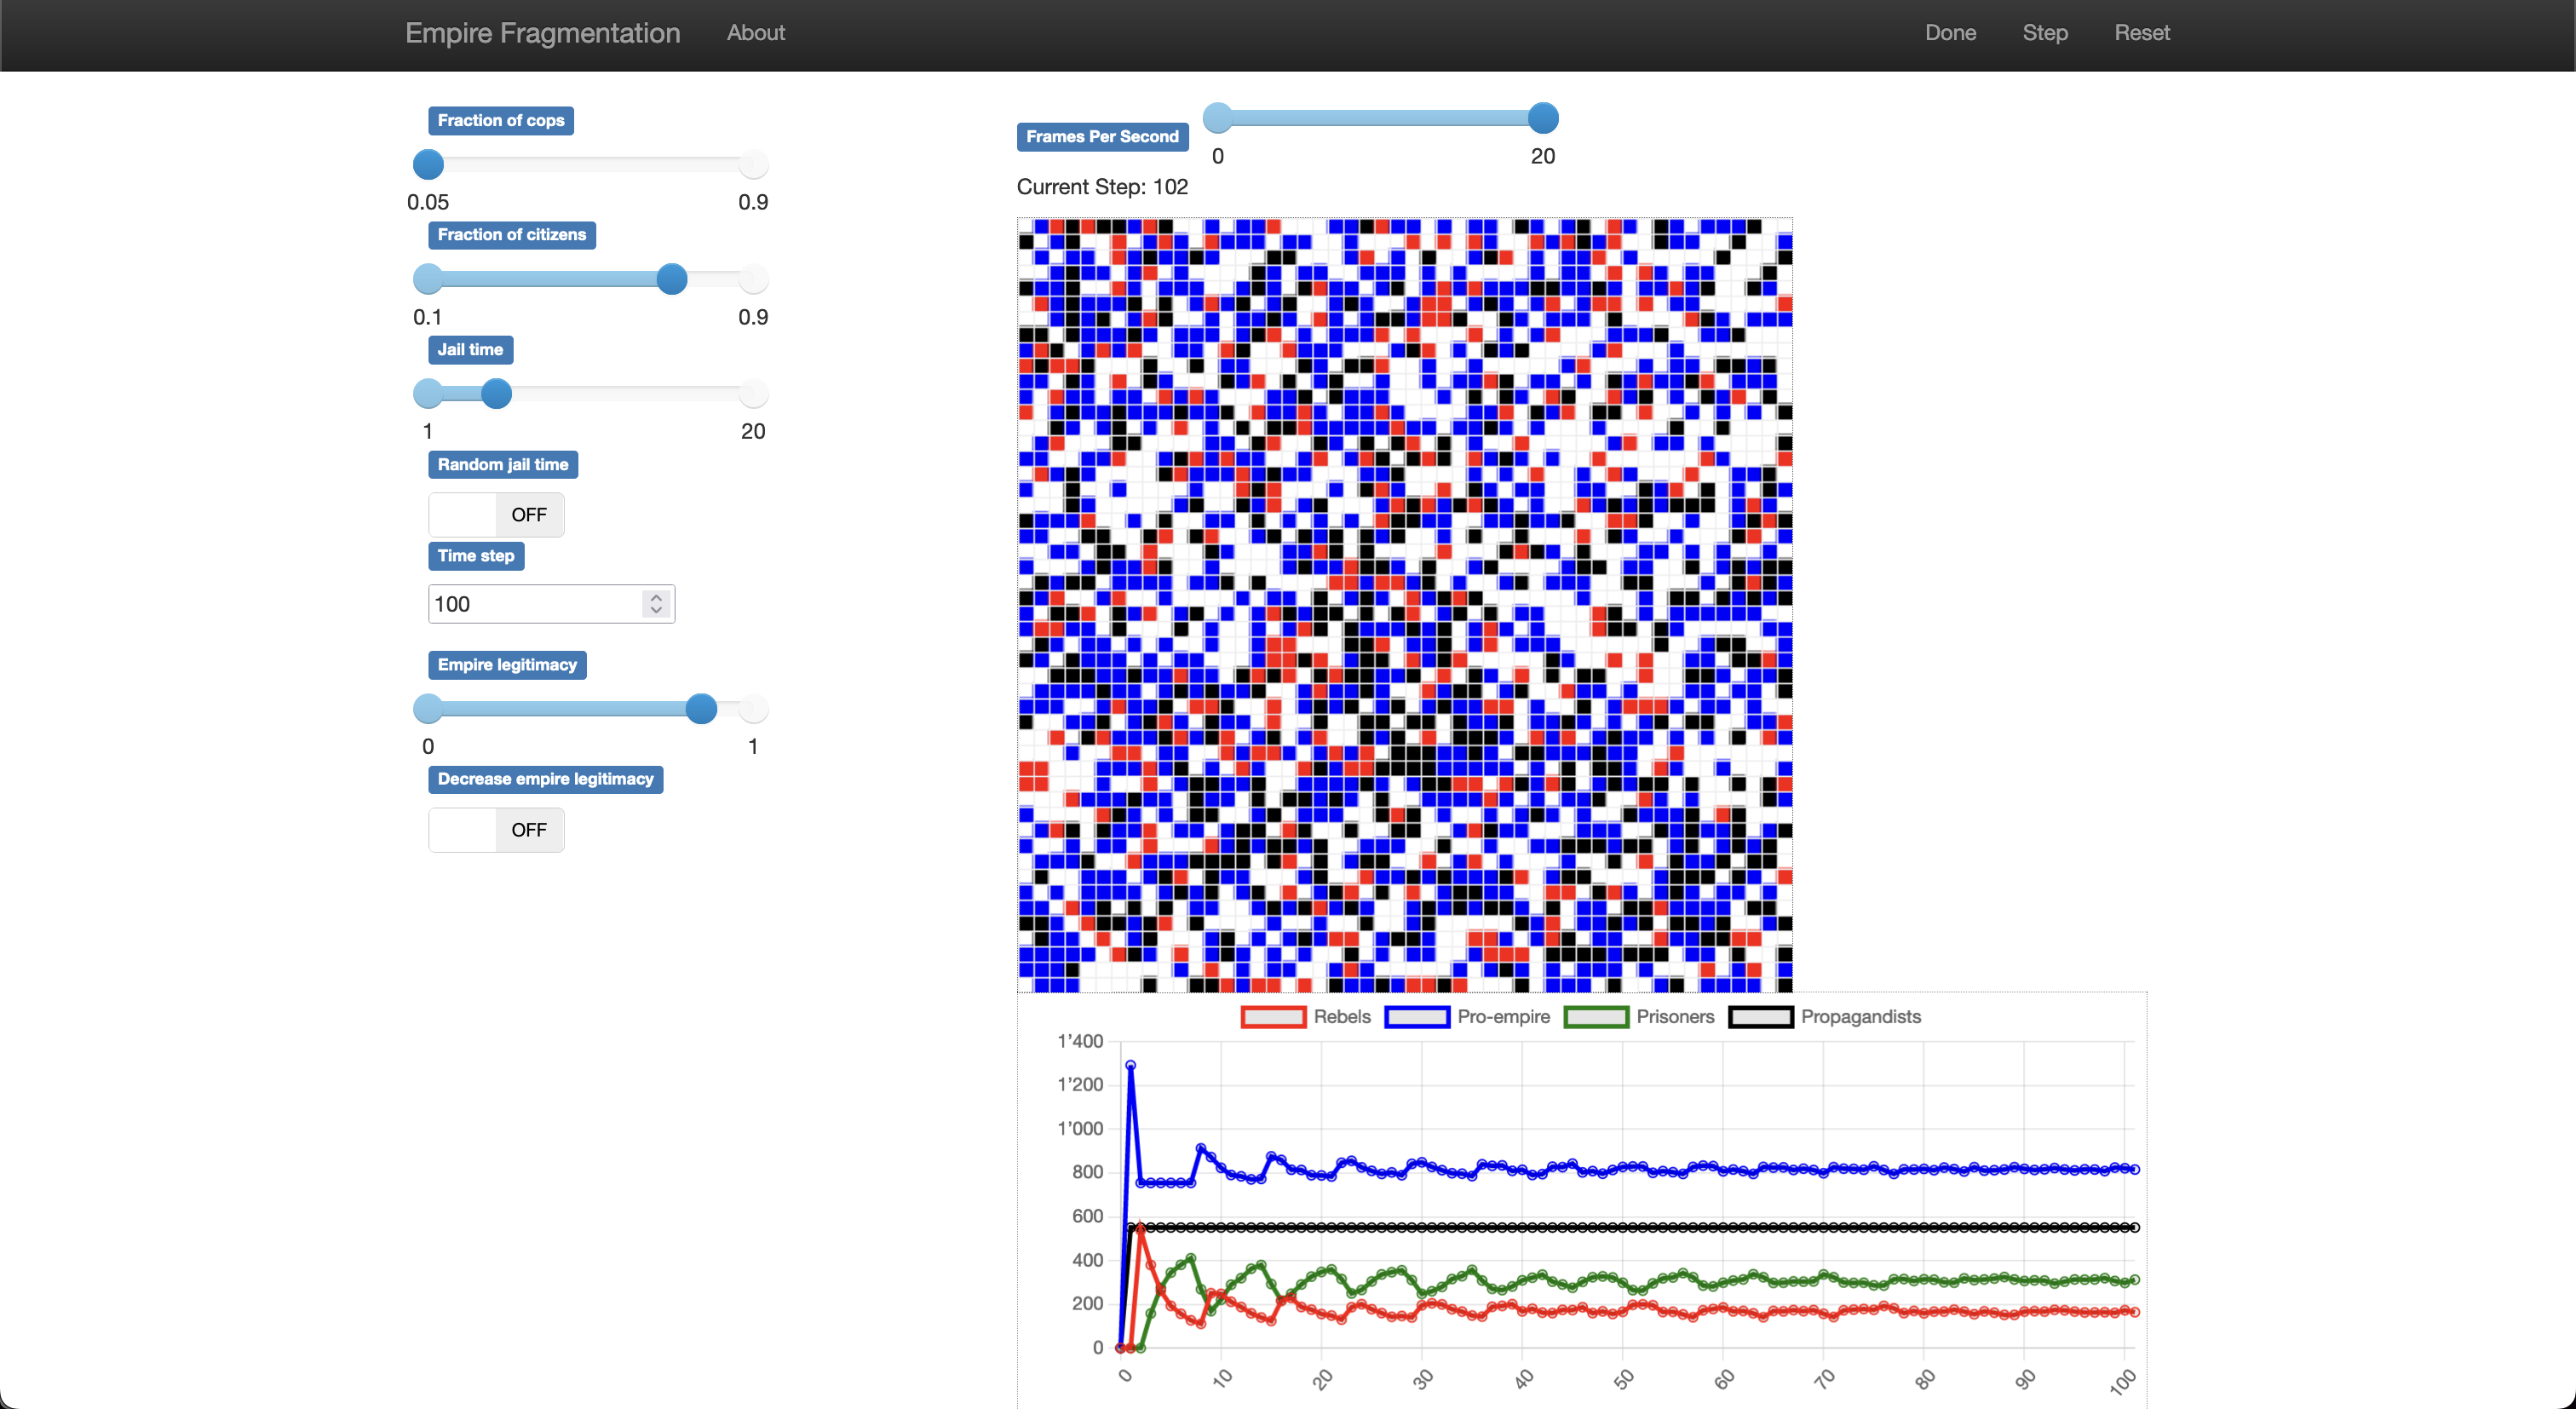 Empire Fragmentation About Done Step Reset
Fraction of cops
0.05 0.9
Fraction of citizens
0.1 0.9
Jail time
1 20
Random jail time
OFF
Time step
100
Empire legitimacy
0 1
Decrease empire legitimacy
OFF
Frames Per Second
0 20
Current Step: 102
Rebels Pro-empire Prisoners Propagandists
1’400
1’200
1’000
800
600
400
200
0
0 10 20 30 40 50 60 70 80 90 100